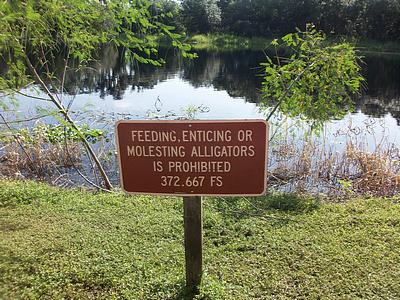 FEEDING, ENTICING OR
MOLESTING ALLIGATORS
IS PROHIBITED
372.667 FS